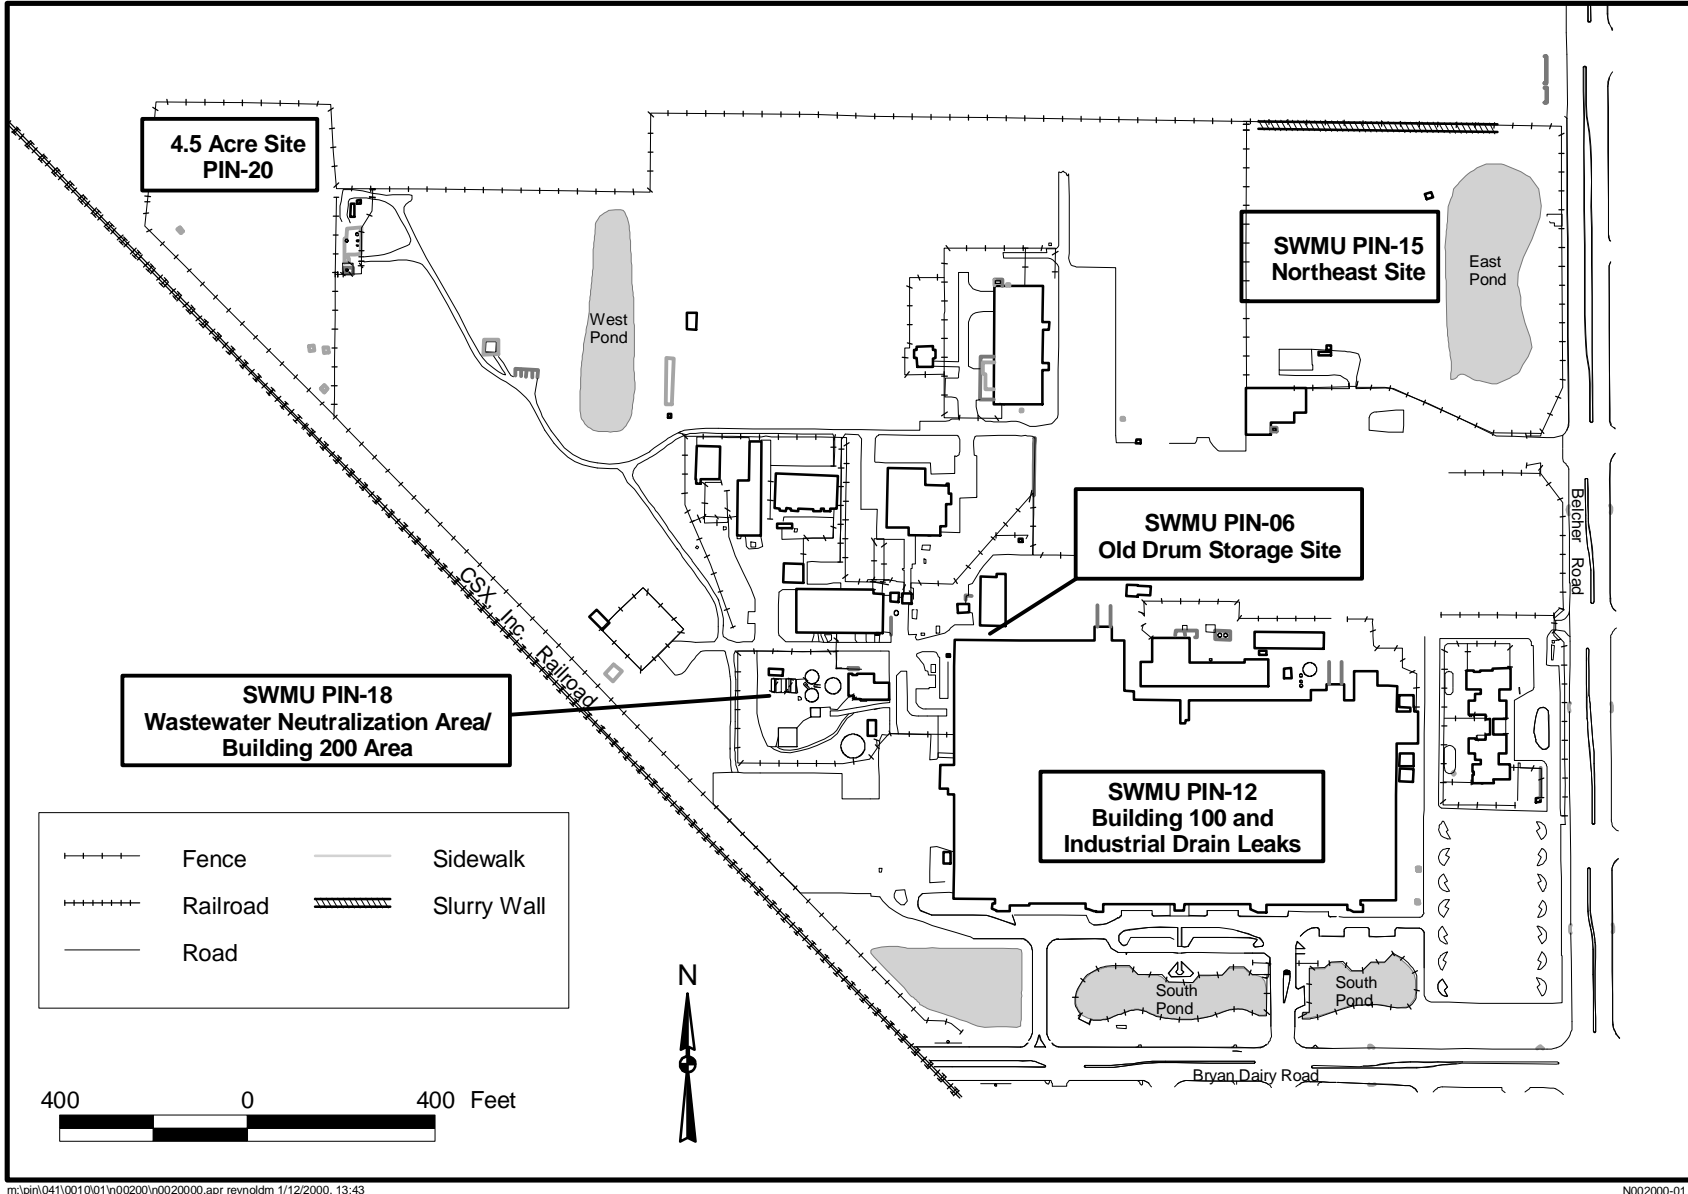 4.5 Acre Site
PIN-20
SWMU PIN-15
Northeast Site
East
Pond
West
Pond
SWMU PIN-06
Old Drum Storage Site
Belcher Road
CSX, Inc. Railroad
SWMU PIN-18
Wastewater Neutralization Area/
Building 200 Area
SWMU PIN-12
Building 100 and
Industrial Drain Leaks
Fence
Sidewalk
Railroad
Slurry Wall
Road
N
South
Pond
South
Pond
Bryan Dairy Road
400 0 400 Feet
m:\pin\041\0010\01\n00200\n0020000.apr reynoldm 1/12/2000, 13:43
N002000-01